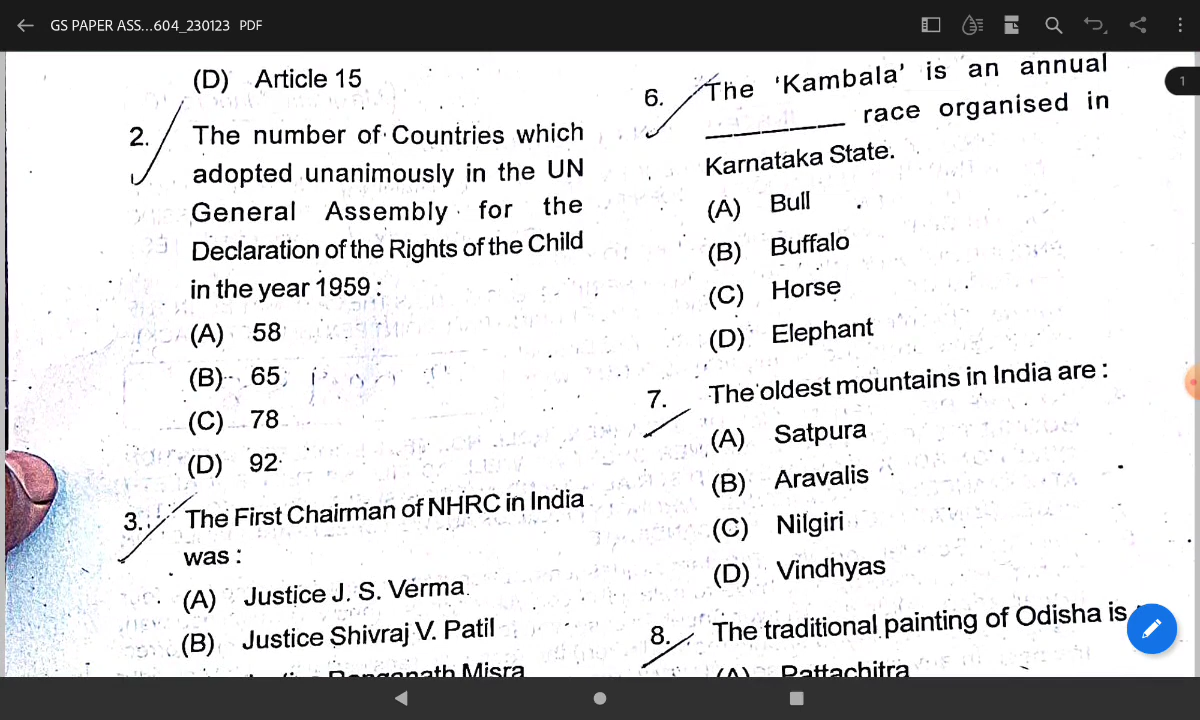 GS PAPER ASS...604_230123 PDF
(D) Article 15
2. The number of Countries which
adopted unanimously in the UN
General Assembly for the
Declaration of the Rights of the Child
in the year 1959 :
(A) 58
(B) 65
(C) 78
(D) 92
3. The First Chairman of NHRC in India
was :
(A) Justice J. S. Verma
(B) Justice Shivraj V. Patil
Misra
6. The 'Kambala' is an annual
__________ race organised in
Karnataka State.
(A) Bull
(B) Buffalo
(C) Horse
(D) Elephant
7. The oldest mountains in India are :
(A) Satpura
(B) Aravalis
(C) Nilgiri
(D) Vindhyas
8. The traditional painting of Odisha is
(A) Pattachitra
1